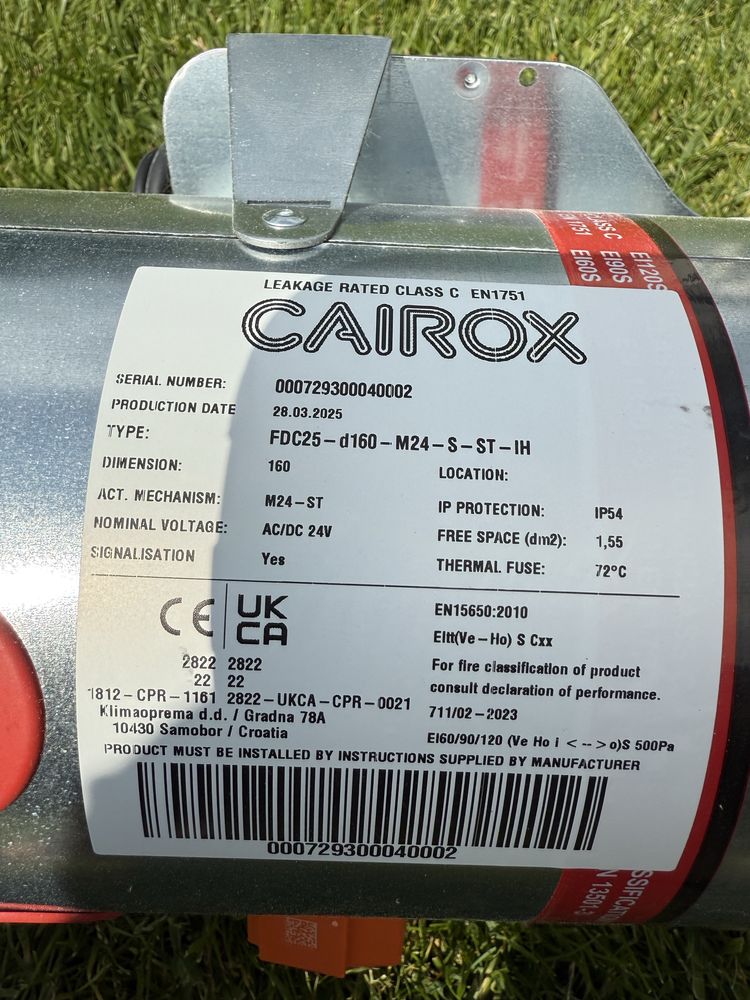 CLASS C
EN 1751
EI120S
EI90S
EI60S
LEAKAGE RATED CLASS C EN1751
CAIROX
SERIAL NUMBER: 000729300040002
PRODUCTION DATE 28.03.2025
TYPE: FDC25-d160-M24-S-ST-IH
DIMENSION: 160 LOCATION:
ACT. MECHANISM: M24-ST IP PROTECTION: IP54
NOMINAL VOLTAGE: AC/DC 24V FREE SPACE (dm2): 1,55
SIGNALISATION Yes THERMAL FUSE: 72°C
CE UK
CA
2822 2822
22 22
1812-CPR-1161 2822-UKCA-CPR-0021
Klimaoprema d.d. / Gradna 78A
10430 Samobor / Croatia
EN15650:2010
EItt(Ve-Ho) S Cxx
For fire classification of product
consult declaration of performance.
711/02-2023
EI60/90/120 (Ve Ho i <-->o)S 500Pa
PRODUCT MUST BE INSTALLED BY INSTRUCTIONS SUPPLIED BY MANUFACTURER
000729300040002